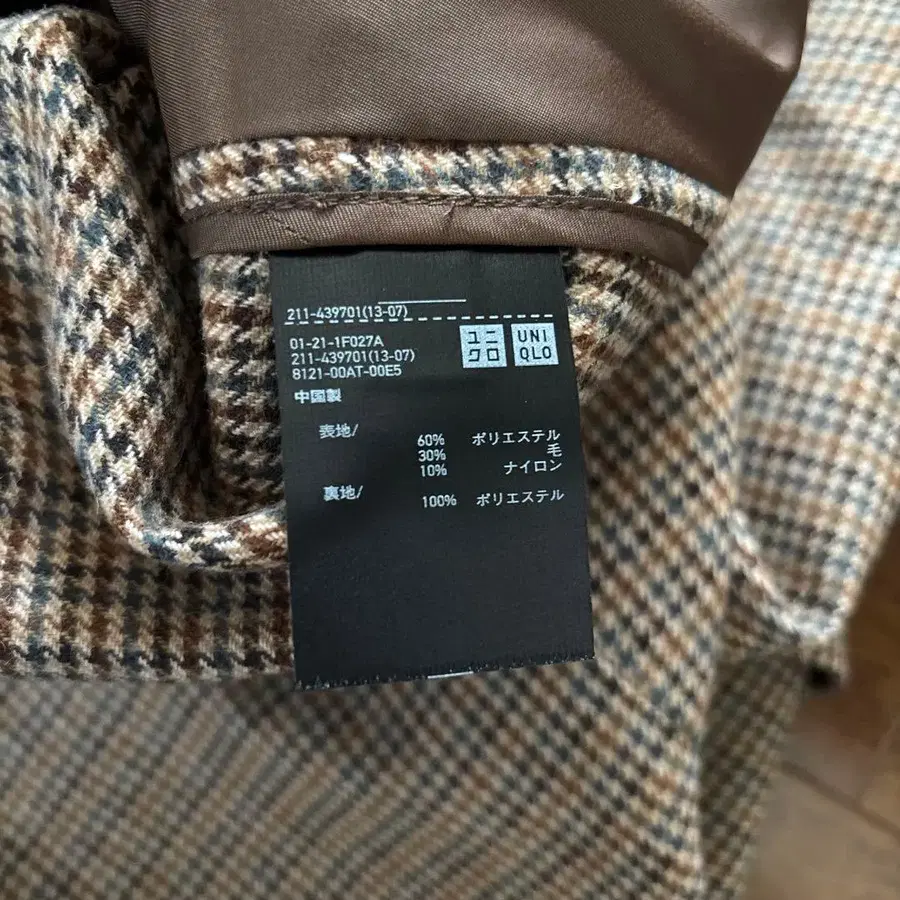 211-439701(13-07)
01-21-1F027A
211-439701(13-07)
8121-00AT-00E5
ユニ
クロ
UNI
QLO
中国製
表地/
60% ポリエステル
30% 毛
10% ナイロン
裏地/
100% ポリエステル